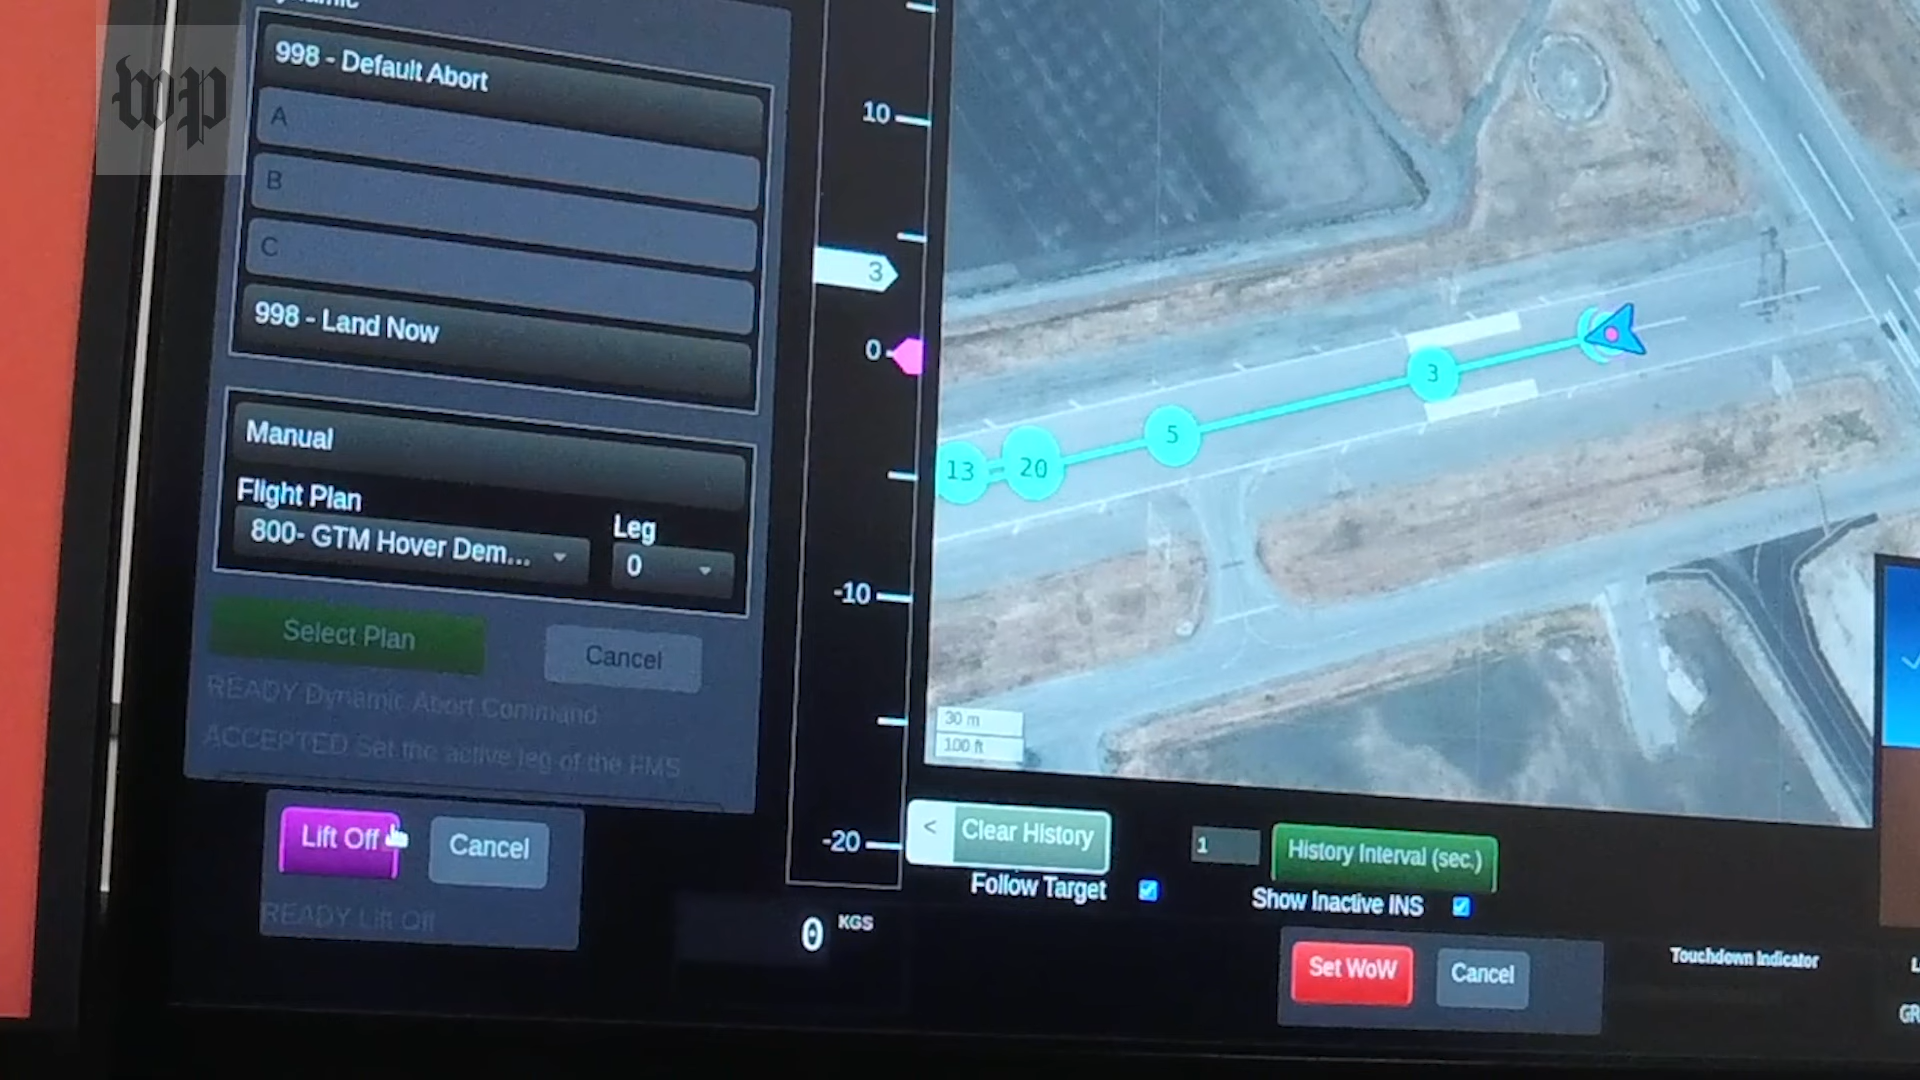 wp
998 - Default Abort
A
B
C
998 - Land Now
Manual
Flight Plan
800- GTM Hover Dem...
Leg
0
Select Plan
Cancel
READY Dynamic Abort Command
ACCEPTED Set the active leg of the FMS
Lift Off
Cancel
READY Lift Off
10
3
0
-10
-20
0 KGS
13
20
5
3
30 m
100 ft
< Clear History
1
History Interval (sec.)
Follow Target
Show Inactive INS
Set WoW
Cancel
Touchdown Indicator
GR